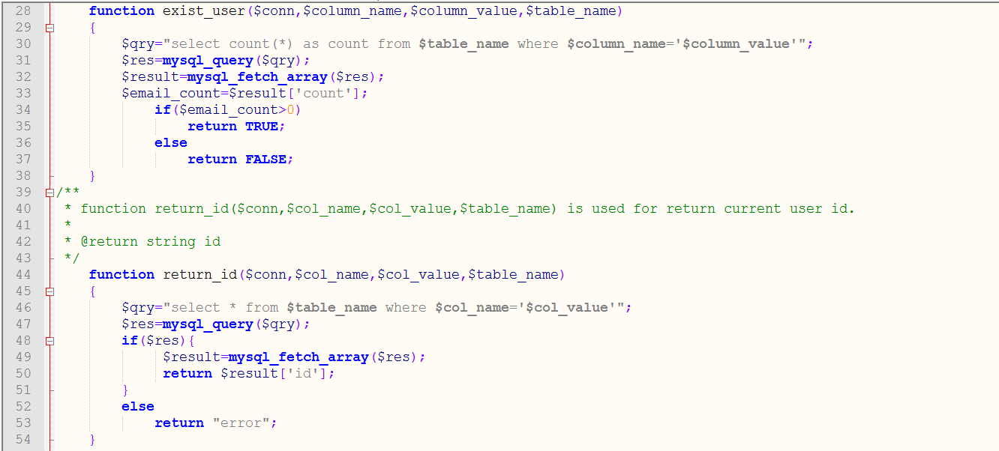 28 function exist_user($conn,$column_name,$column_value,$table_name)
29 {
30 $qry="select count(*) as count from $table_name where $column_name='$column_value'";
31 $res=mysql_query($qry);
32 $result=mysql_fetch_array($res);
33 $email_count=$result['count'];
34 if($email_count>0)
35 return TRUE;
36 else
37 return FALSE;
38 }
39 /**
40 * function return_id($conn,$col_name,$col_value,$table_name) is used for return current user id.
41 *
42 * @return string id
43 */
44 function return_id($conn,$col_name,$col_value,$table_name)
45 {
46 $qry="select * from $table_name where $col_name='$col_value'";
47 $res=mysql_query($qry);
48 if($res){
49 $result=mysql_fetch_array($res);
50 return $result['id'];
51 }
52 else
53 return "error";
54 }